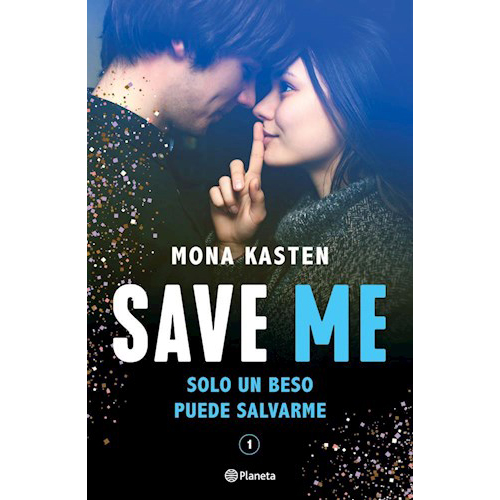 MONA KASTEN
SAVE ME
SOLO UN BESO
PUEDE SALVARME
1
Planeta